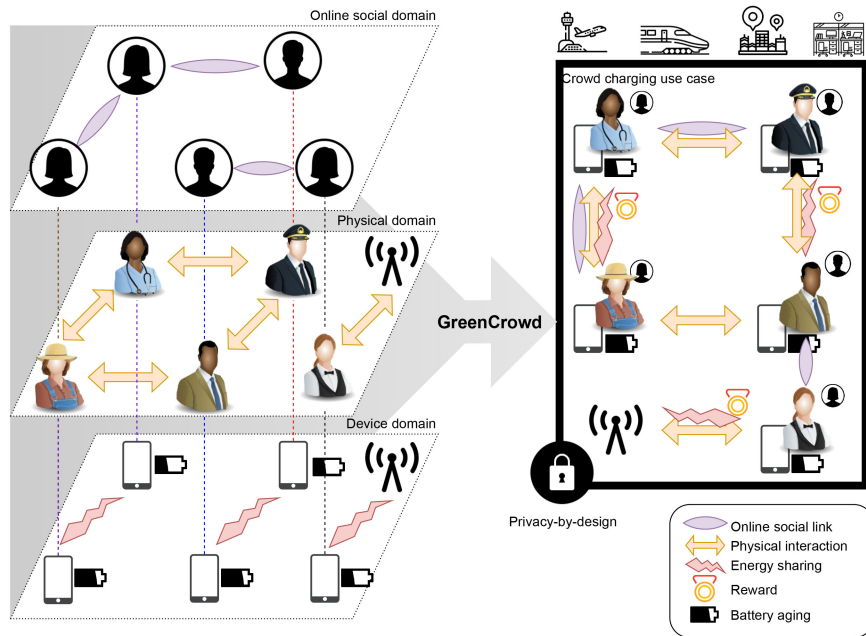 Online social domain
Physical domain
Device domain
GreenCrowd
Crowd charging use case
Privacy-by-design
Online social link
Physical interaction
Energy sharing
Reward
Battery aging